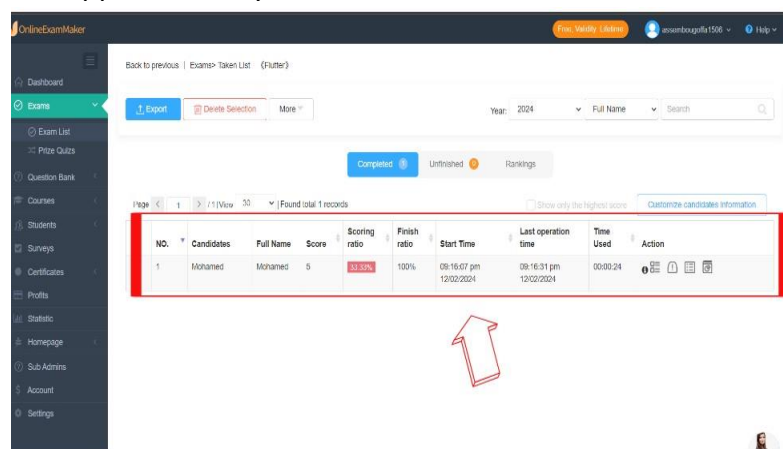 OnlineExamMaker
Free, Validity: Lifetime
assombougoffa1506
Help
Back to previous | Exams> Taken List 《Flutter》
Dashboard
Exams
Exam List
Prize Quizs
Question Bank
Courses
Students
Surveys
Certificates
Profits
Statistic
Homepage
Sub Admins
Account
Settings
Export
Delete Selection
More
Year: 2024
Full Name
Search
Completed
Unfinished 0
Rankings
Page 1 / 1 | View 30 | Found total 1 records
Show only the highest score
Customize candidates information
NO. Candidates Full Name Score Scoring ratio Finish ratio Start Time Last operation time Time Used Action
1 Mohamed Mohamed 5 33.33% 100% 09:16:07 pm 09:16:31 pm 00:00:24
12/02/2024 12/02/2024